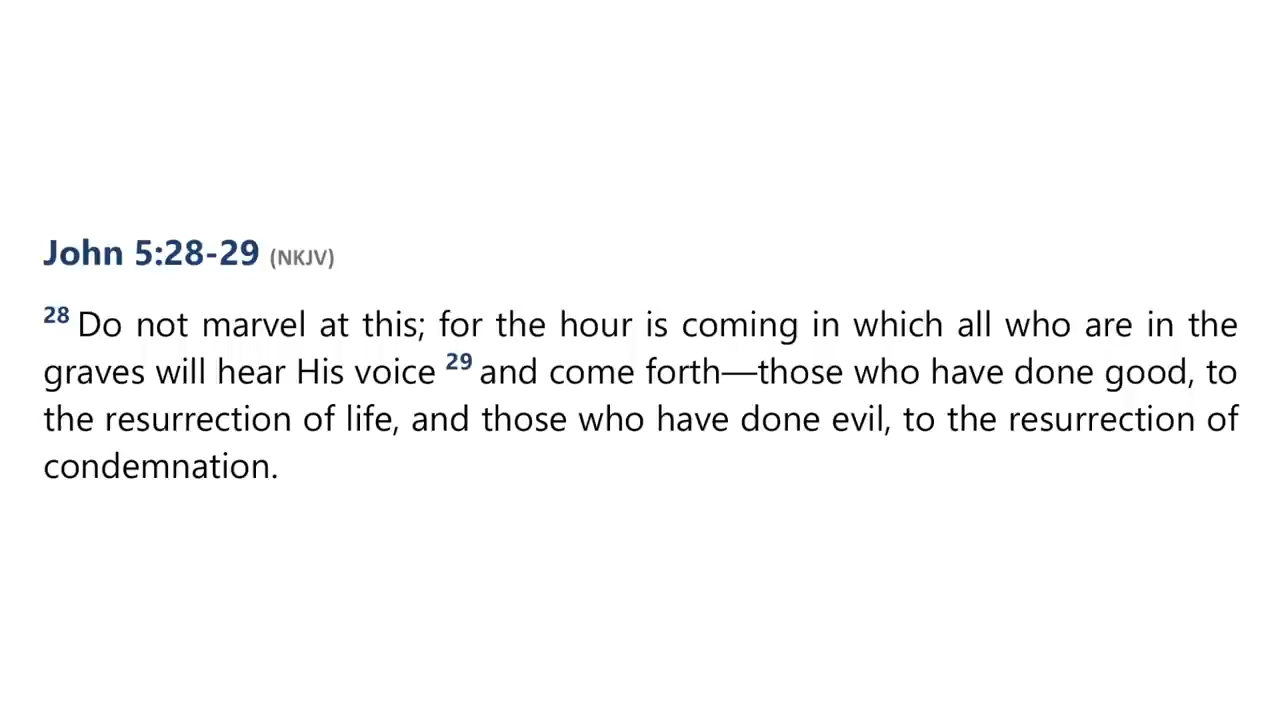 John 5:28-29 (NKJV)
28 Do not marvel at this; for the hour is coming in which all who are in the
graves will hear His voice 29 and come forth—those who have done good, to
the resurrection of life, and those who have done evil, to the resurrection of
condemnation.